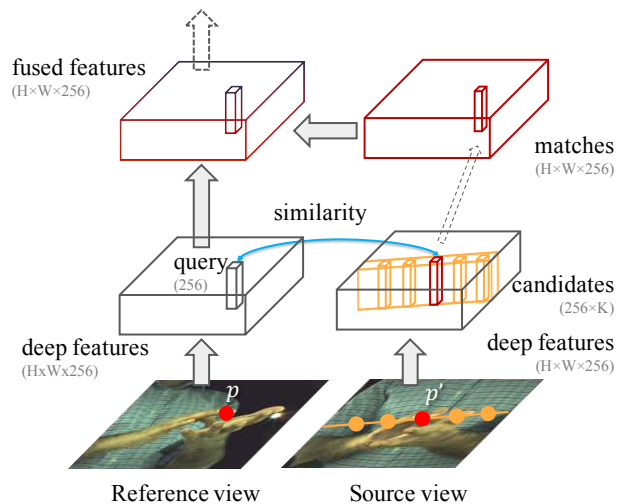 fused features
(H×W×256)
matches
(H×W×256)
similarity
query
(256)
candidates
(256×K)
deep features
(HxWx256)
deep features
(H×W×256)
p
p'
Reference view
Source view